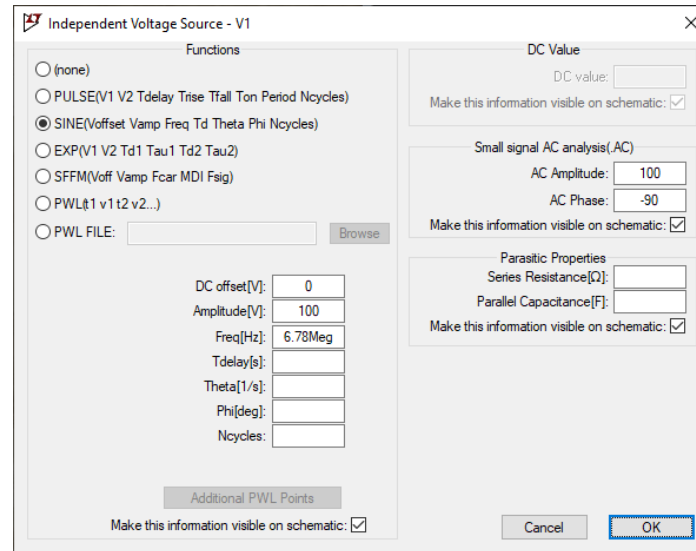 Independent Voltage Source - V1
Functions
(none)
PULSE(V1 V2 Tdelay Trise Tfall Ton Period Ncycles)
SINE(Voffset Vamp Freq Td Theta Phi Ncycles)
EXP(V1 V2 Td1 Tau1 Td2 Tau2)
SFFM(Voff Vamp Fcar MDI Fsig)
PWL(t1 v1 t2 v2...)
PWL FILE: Browse
DC offset[V]: 0
Amplitude[V]: 100
Freq[Hz]: 6.78Meg
Tdelay[s]:
Theta[1/s]:
Phi[deg]:
Ncycles:
Additional PWL Points
Make this information visible on schematic:
DC Value
DC value:
Make this information visible on schematic:
Small signal AC analysis(.AC)
AC Amplitude: 100
AC Phase: -90
Make this information visible on schematic:
Parasitic Properties
Series Resistance[Ω]:
Parallel Capacitance[F]:
Make this information visible on schematic:
Cancel OK